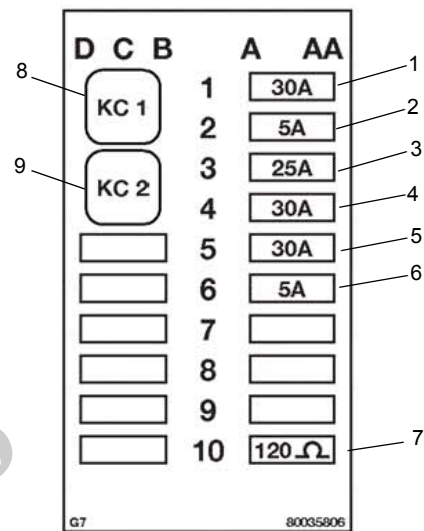 D C B A AA
8 KC 1 1 30A 1
2 5A 2
9 KC 2 3 25A 3
4 30A 4
5 30A 5
6 5A 6
7
8
9
10 120 Ω 7
G7 80035806